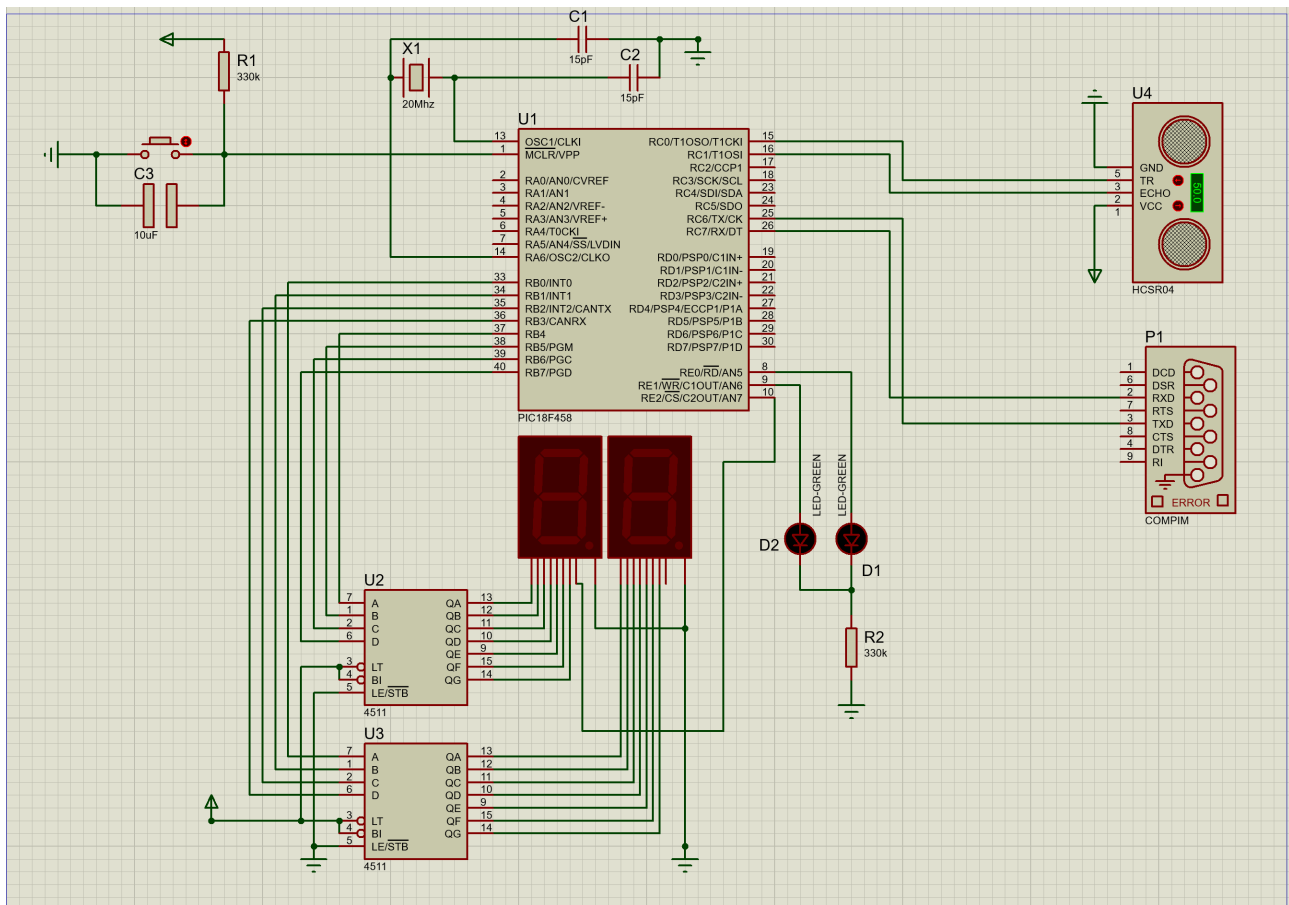 C1
15pF
C2
15pF
X1
20Mhz
R1
330k
C3
10uF
U1
13 OSC1/CLKI
1 MCLR/VPP
2 RA0/AN0/CVREF
3 RA1/AN1
4 RA2/AN2/VREF-
5 RA3/AN3/VREF+
6 RA4/T0CKI
7 RA5/AN4/SS/LVDIN
14 RA6/OSC2/CLKO
33 RB0/INT0
34 RB1/INT1
35 RB2/INT2/CANTX
36 RB3/CANRX
37 RB4
38 RB5/PGM
39 RB6/PGC
40 RB7/PGD
RC0/T1OSO/T1CKI 15
RC1/T1OSI 16
RC2/CCP1 17
RC3/SCK/SCL 18
RC4/SDI/SDA 23
RC5/SDO 24
RC6/TX/CK 25
RC7/RX/DT 26
RD0/PSP0/C1IN+ 19
RD1/PSP1/C1IN- 20
RD2/PSP2/C2IN+ 21
RD3/PSP3/C2IN- 22
RD4/PSP4/ECCP1/P1A 27
RD5/PSP5/P1B 28
RD6/PSP6/P1C 29
RD7/PSP7/P1D 30
RE0/RD/AN5 8
RE1/WR/C1OUT/AN6 9
RE2/CS/C2OUT/AN7 10
PIC18F458
U4
GND
5 TR
3 ECHO
2 VCC
1
50.0
HCSR04
P1
1 DCD
6 DSR
2 RXD
7 RTS
3 TXD
8 CTS
4 DTR
9 RI
ERROR
COMPIM
LED-GREEN
LED-GREEN
D2
D1
R2
330k
U2
7 A QA 13
1 B QB 12
2 C QC 11
6 D QD 10
QE 9
3 LT QF 15
4 BI QG 14
5 LE/STB
4511
U3
7 A QA 13
1 B QB 12
2 C QC 11
6 D QD 10
QE 9
3 LT QF 15
4 BI QG 14
5 LE/STB
4511